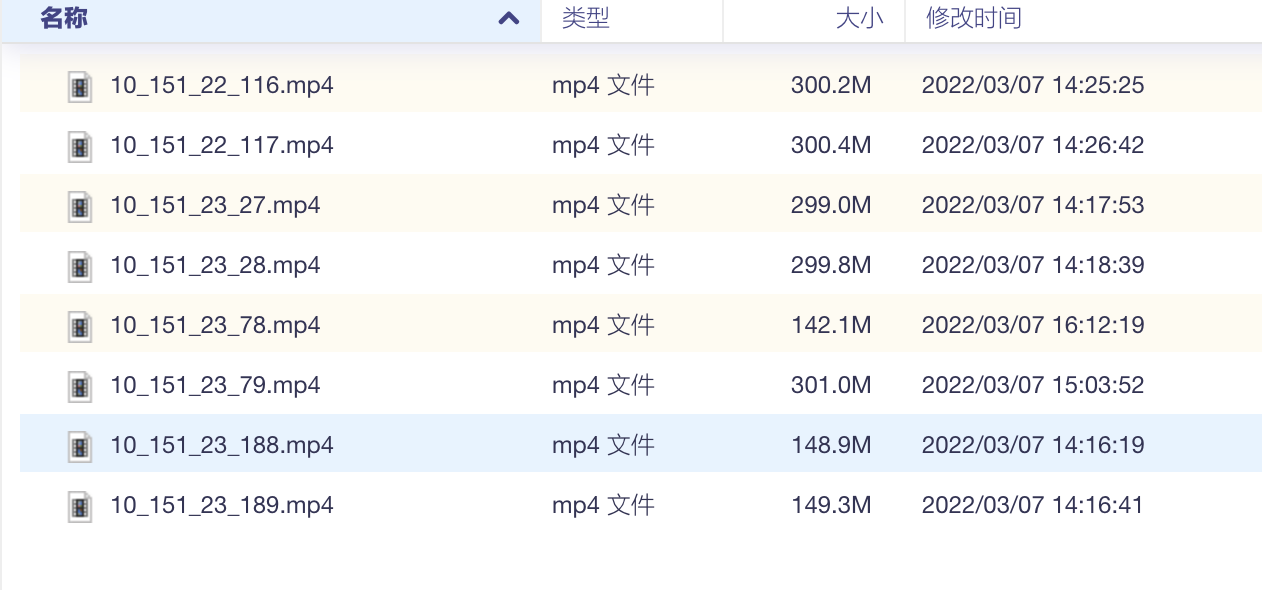 名称 类型 大小 修改时间
10_151_22_116.mp4 mp4 文件 300.2M 2022/03/07 14:25:25
10_151_22_117.mp4 mp4 文件 300.4M 2022/03/07 14:26:42
10_151_23_27.mp4 mp4 文件 299.0M 2022/03/07 14:17:53
10_151_23_28.mp4 mp4 文件 299.8M 2022/03/07 14:18:39
10_151_23_78.mp4 mp4 文件 142.1M 2022/03/07 16:12:19
10_151_23_79.mp4 mp4 文件 301.0M 2022/03/07 15:03:52
10_151_23_188.mp4 mp4 文件 148.9M 2022/03/07 14:16:19
10_151_23_189.mp4 mp4 文件 149.3M 2022/03/07 14:16:41